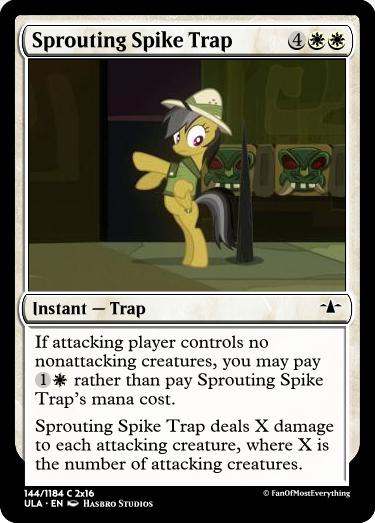 Sprouting Spike Trap 4
Instant — Trap
If attacking player controls no
nonattacking creatures, you may pay
1 rather than pay Sprouting Spike
Trap's mana cost.
Sprouting Spike Trap deals X damage
to each attacking creature, where X is
the number of attacking creatures.
144/1184 C 2x16
ULA · EN Hasbro Studios © FanOfMostEverything